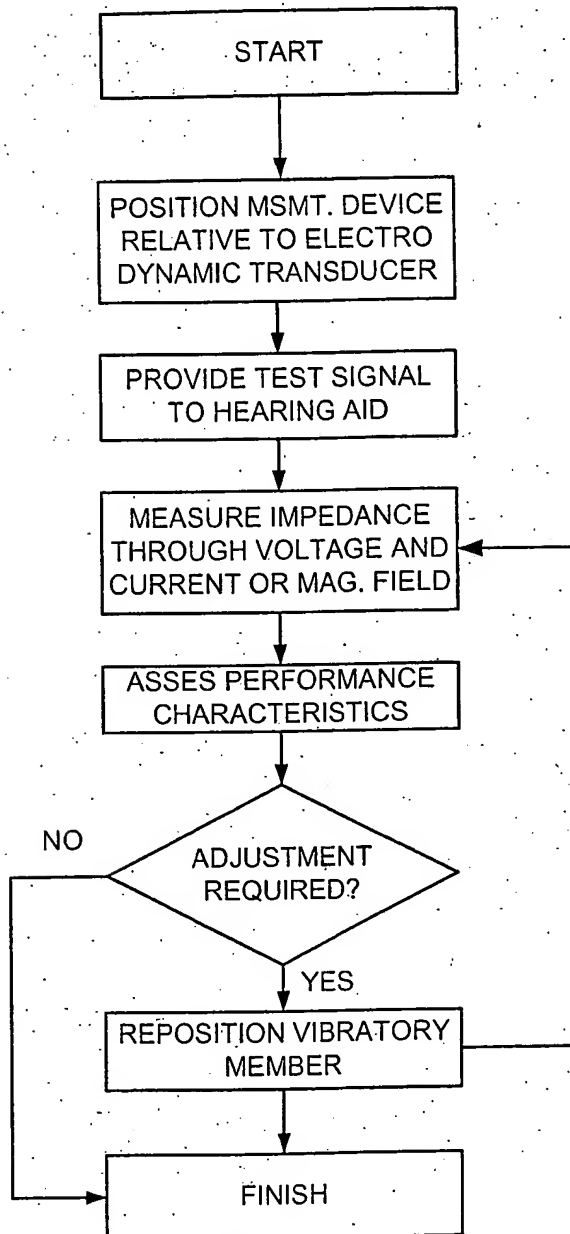 START
POSITION MSMT. DEVICE
RELATIVE TO ELECTRO
DYNAMIC TRANSDUCER
PROVIDE TEST SIGNAL
TO HEARING AID
MEASURE IMPEDANCE
THROUGH VOLTAGE AND
CURRENT OR MAG. FIELD
ASSES PERFORMANCE
CHARACTERISTICS
NO
ADJUSTMENT
REQUIRED?
YES
REPOSITION VIBRATORY
MEMBER
FINISH